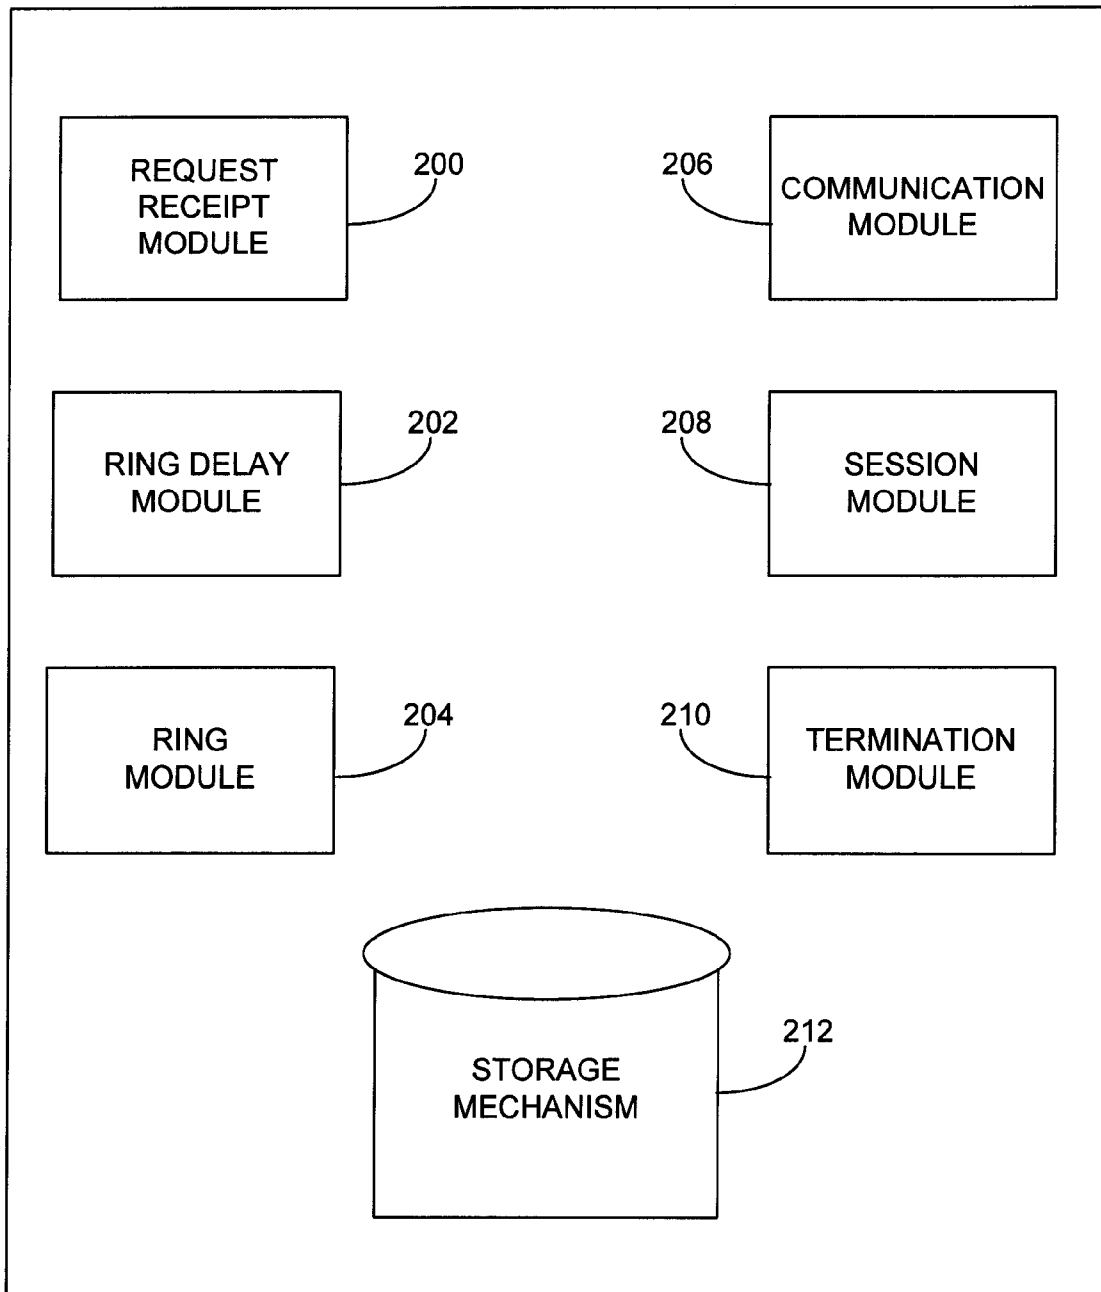 REQUEST
RECEIPT
MODULE
200
206
COMMUNICATION
MODULE
RING DELAY
MODULE
202
208
SESSION
MODULE
RING
MODULE
204
210
TERMINATION
MODULE
STORAGE
MECHANISM
212